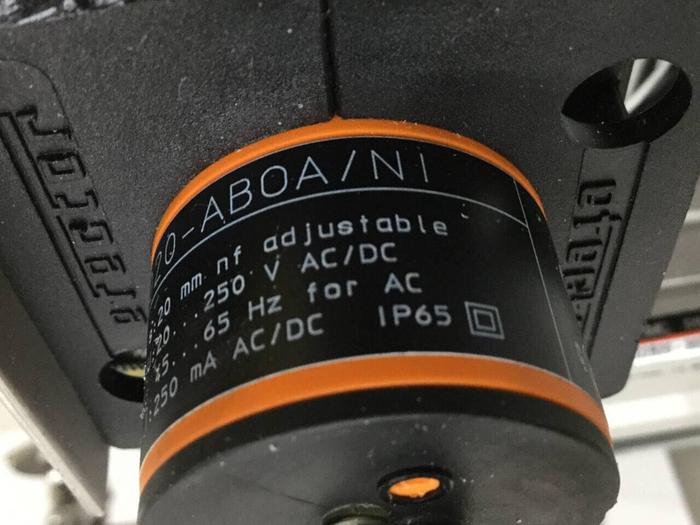 20-ABOA/NI
20 mm nf adjustable
20...250 V AC/DC
45...65 Hz for AC
250 mA AC/DC IP65